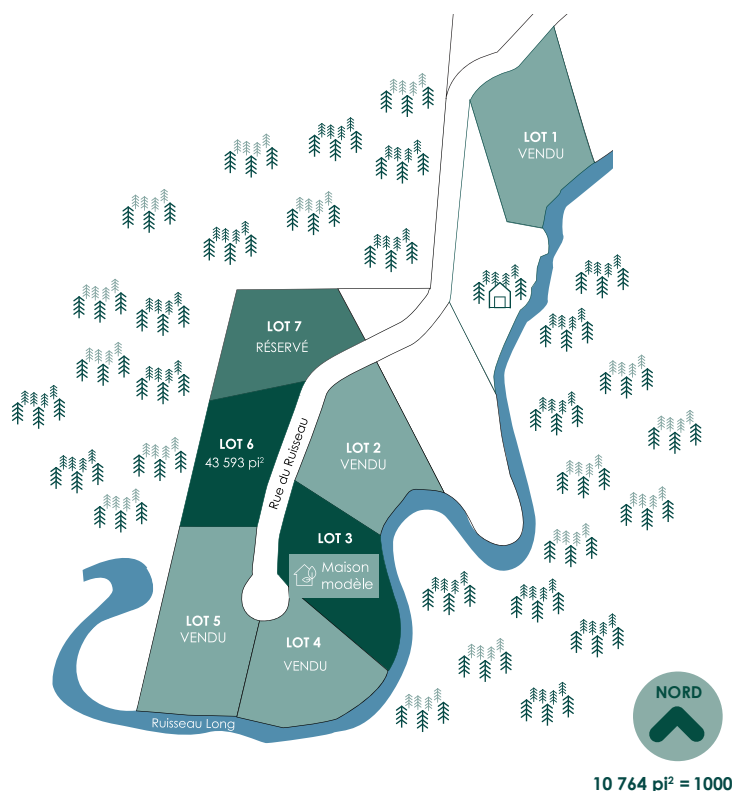 LOT 1
VENDU
LOT 7
RÉSERVÉ
LOT 6
43 593 pi²
Rue du Ruisseau
LOT 2
VENDU
LOT 3
Maison
modèle
LOT 5
VENDU
LOT 4
VENDU
Ruisseau Long
NORD
10 764 pi² = 1000